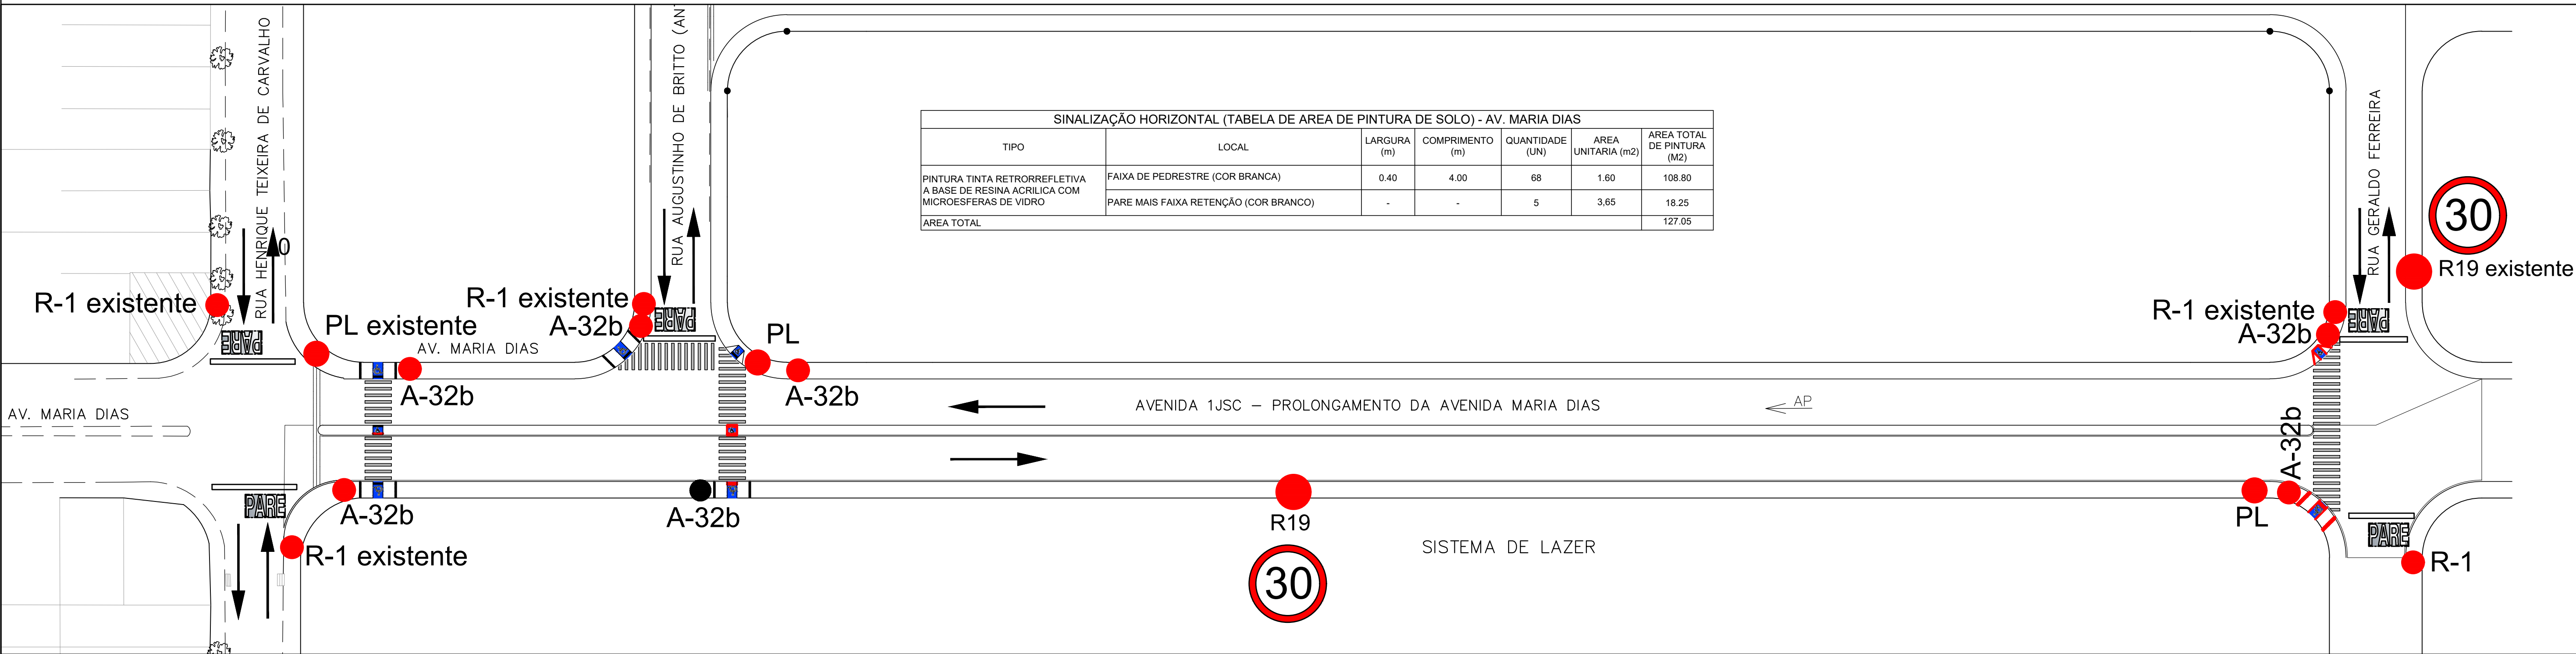 RUA HENRIQUE TEIXEIRA DE CARVALHO
RUA AUGUSTINHO DE BRITTO (AN
SINALIZAÇÃO HORIZONTAL (TABELA DE AREA DE PINTURA DE SOLO) - AV. MARIA DIAS
TIPO
LOCAL
LARGURA (m)
COMPRIMENTO (m)
QUANTIDADE (UN)
AREA UNITARIA (m2)
AREA TOTAL DE PINTURA (M2)
PINTURA TINTA RETRORREFLETIVA
A BASE DE RESINA ACRILICA COM
MICROESFERAS DE VIDRO
FAIXA DE PEDRESTRE (COR BRANCA)
0.40
4.00
68
1.60
108.80
PARE MAIS FAIXA RETENÇÃO (COR BRANCO)
-
-
5
3,65
18.25
AREA TOTAL
127.05
RUA GERALDO FERREIRA
30
R19 existente
0
R-1 existente
PL existente
AV. MARIA DIAS
PARE
R-1 existente
A-32b
PARE
PL
R-1 existente
A-32b
PARE
A-32b
A-32b
AV. MARIA DIAS
AVENIDA 1JSC – PROLONGAMENTO DA AVENIDA MARIA DIAS
AP
A-32b
PARE
A-32b
A-32b
R-1 existente
R19
30
SISTEMA DE LAZER
PL
PARE
R-1